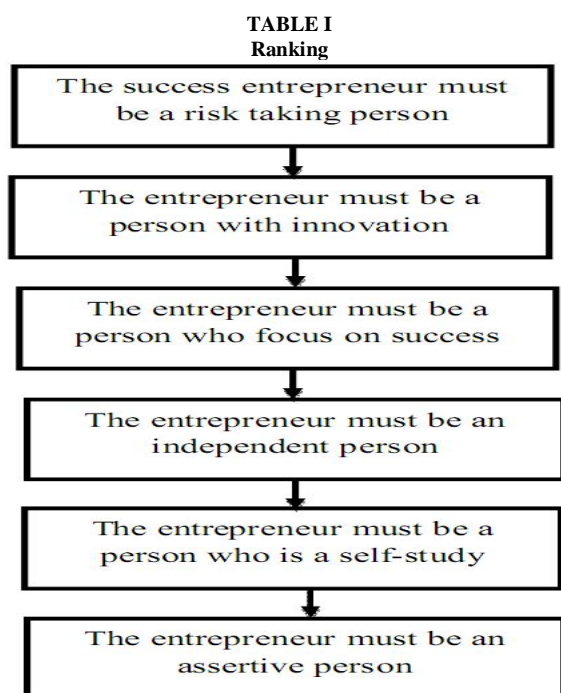 TABLE I
Ranking
The success entrepreneur must
be a risk taking person
The entrepreneur must be a
person with innovation
The entrepreneur must be a
person who focus on success
The entrepreneur must be an
independent person
The entrepreneur must be a
person who is a self-study
The entrepreneur must be an
assertive person